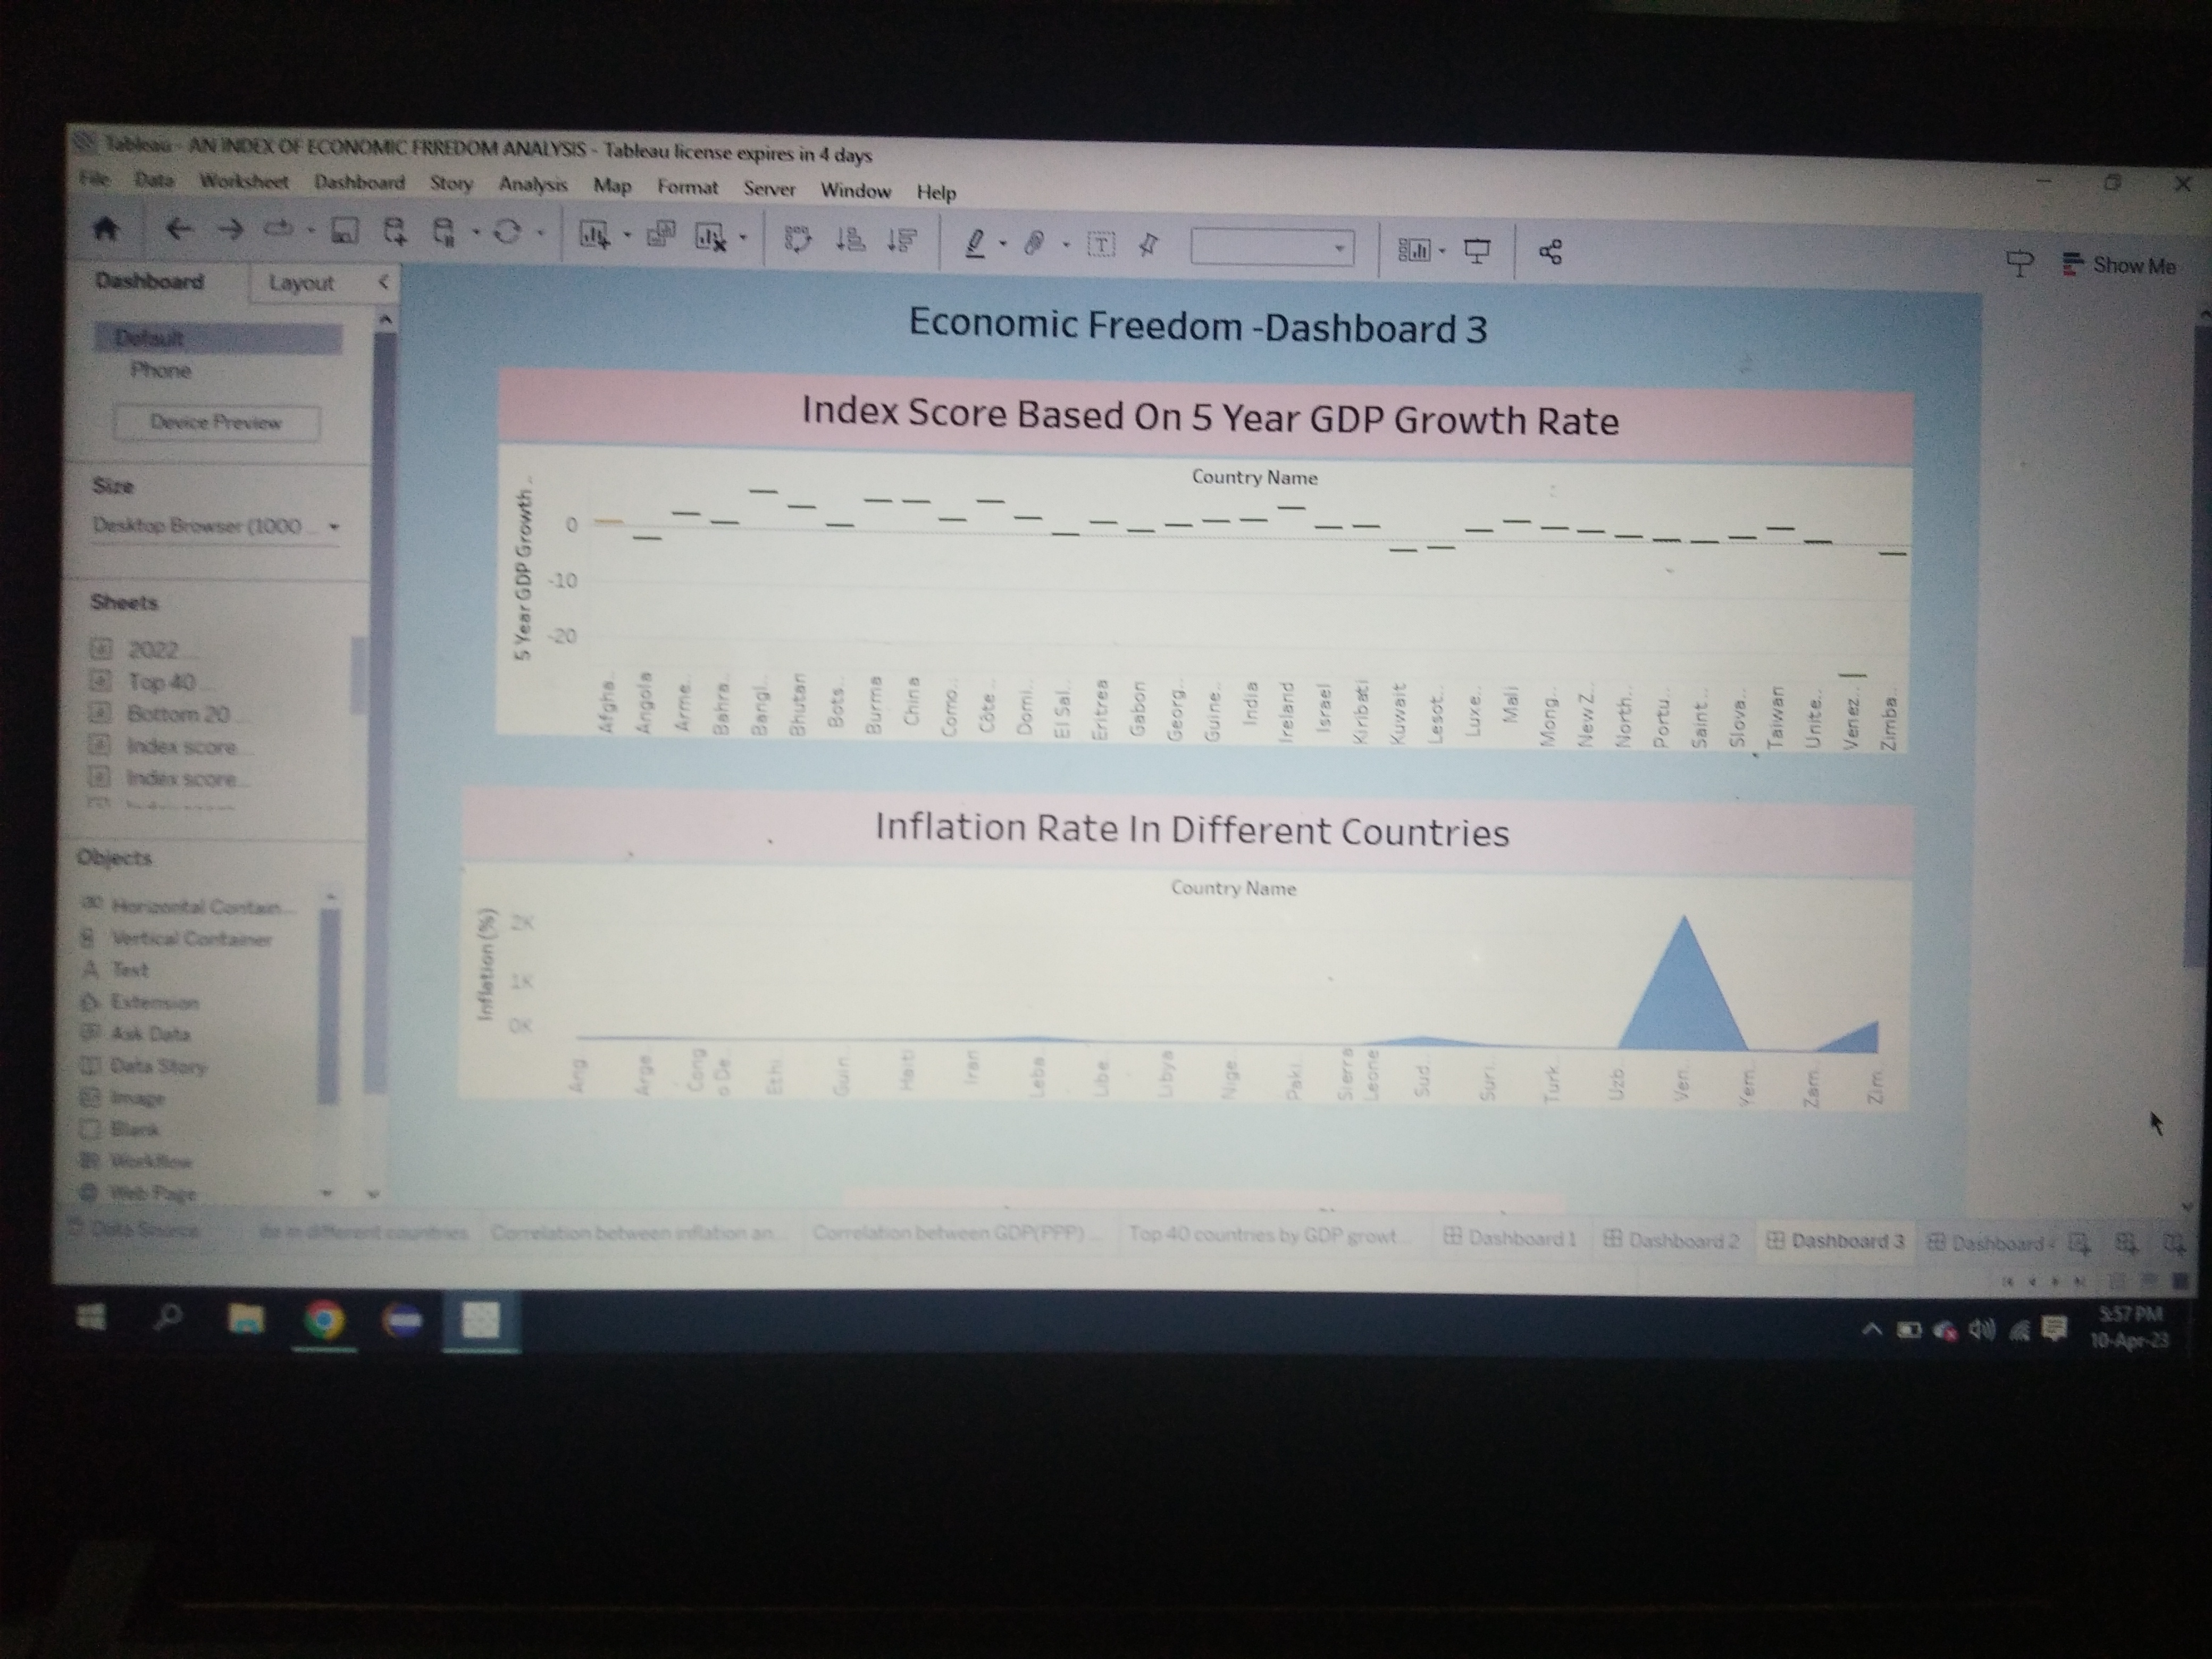 Tableau - AN INDEX OF ECONOMIC FRREDOM ANALYSIS - Tableau license expires in 4 days
File Data Worksheet Dashboard Story Analysis Map Format Server Window Help
Show Me
Dashboard Layout
Default
Phone
Device Preview
Size
Desktop Browser (1000 ...
Sheets
2022 ...
Top 40 ...
Bottom 20 ...
Index score...
Index score...
Objects
Horizontal Contain...
Vertical Container
Text
Extension
Ask Data
Data Story
Image
Blank
Workflow
Web Page
Economic Freedom -Dashboard 3
Index Score Based On 5 Year GDP Growth Rate
Country Name
5 Year GDP Growth ..
0
-10
-20
Afgha.. Angola Arme.. Bahra.. Bangl.. Bhutan Bots.. Burma China Como.. Côte .. Domi.. El Sal.. Eritrea Gabon Georg.. Guine.. India Ireland Israel Kiribati Kuwait Lesot.. Luxe.. Mali Mong.. New Z.. North.. Portu.. Saint .. Slova.. Taiwan Unite.. Venez.. Zimba..
Inflation Rate In Different Countries
Country Name
Inflation (%)
2K
1K
0K
Ang.. Arge.. Cong o De.. Ethi.. Guin.. Haiti Iran Leba.. Libe.. Libya Nige.. Paki.. Sierra Leone Sud.. Suri.. Turk.. Uzb.. Ven.. Yem.. Zam.. Zim..
Data Source in different countries Correlation between inflation an... Correlation between GDP(PPP) ... Top 40 countries by GDP growt... Dashboard 1 Dashboard 2 Dashboard 3 Dashboard
5:57 PM
10-Apr-23